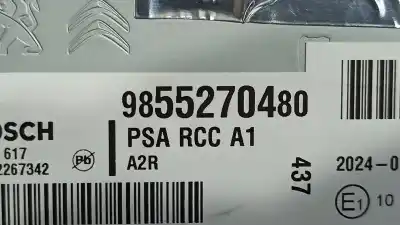 9855270480
OSCH
PSA RCC A1
617
2267342
Pb
A2R
437
2024-0
E1
10